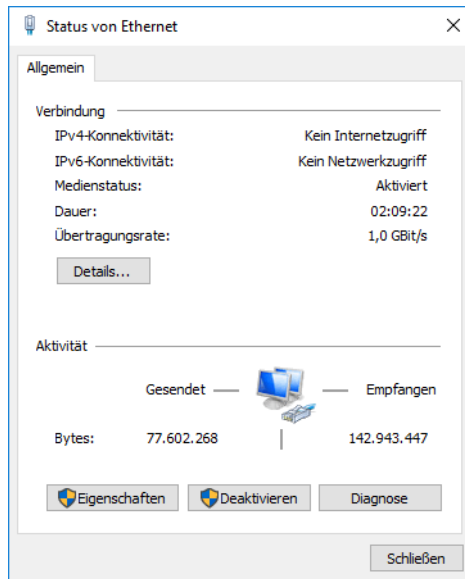 Status von Ethernet
Allgemein
Verbindung
IPv4-Konnektivität: Kein Internetzugriff
IPv6-Konnektivität: Kein Netzwerkzugriff
Medienstatus: Aktiviert
Dauer: 02:09:22
Übertragungsrate: 1,0 GBit/s
Details...
Aktivität
Gesendet Empfangen
Bytes: 77.602.268 142.943.447
Eigenschaften Deaktivieren Diagnose
Schließen